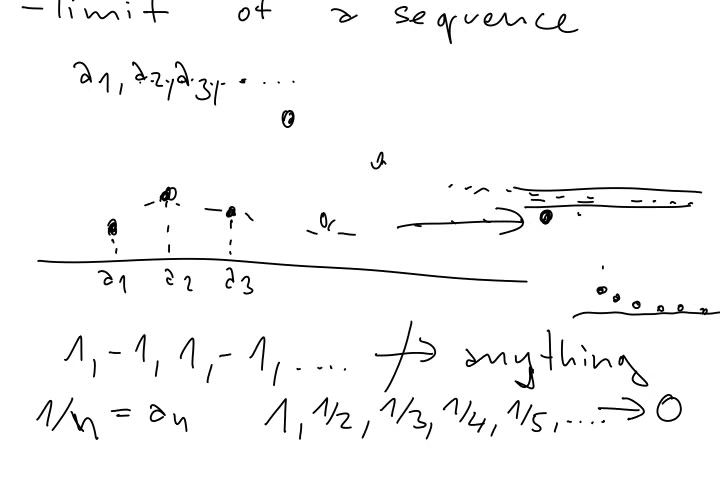 -limit of a sequence
a1, a2, a3, .....
a1 a2 a3
1, -1, 1, -1, .... ↛ anything
1/n = an 1, 1/2, 1/3, 1/4, 1/5, .... → 0